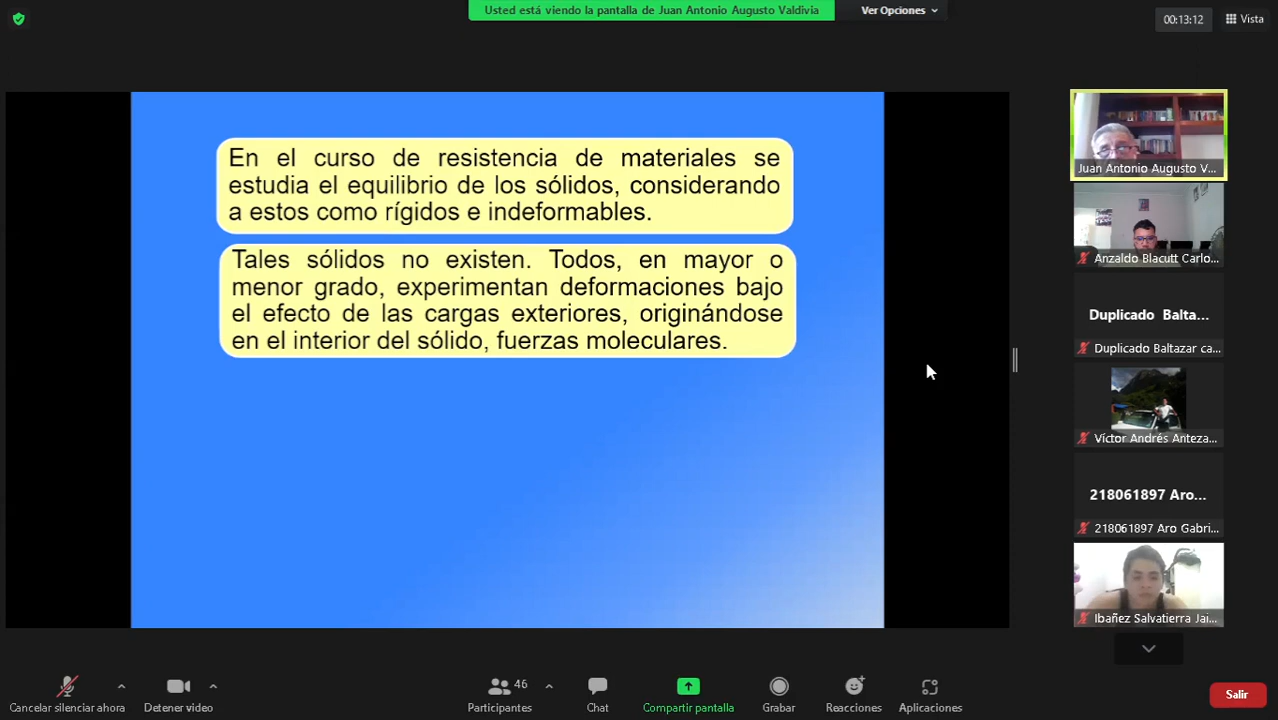 Usted está viendo la pantalla de Juan Antonio Augusto Valdivia
Ver Opciones
00:13:12
Vista
En el curso de resistencia de materiales se
estudia el equilibrio de los sólidos, considerando
a estos como rígidos e indeformables.
Tales sólidos no existen. Todos, en mayor o
menor grado, experimentan deformaciones bajo
el efecto de las cargas exteriores, originándose
en el interior del sólido, fuerzas moleculares.
Juan Antonio Augusto V...
Anzaldo Blacutt Carlo...
Duplicado Balta...
Duplicado Baltazar ca...
Víctor Andrés Anteza...
218061897 Aro...
218061897 Aro Gabri...
Ibañez Salvatierra Jai...
Cancelar silenciar ahora
Detener video
46
Participantes
Chat
Compartir pantalla
Grabar
Reacciones
Aplicaciones
Salir